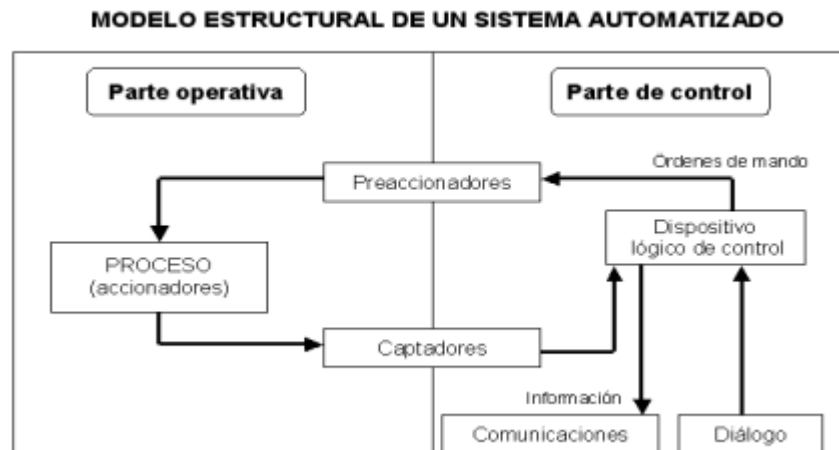 MODELO ESTRUCTURAL DE UN SISTEMA AUTOMATIZADO
Parte operativa
Parte de control
Órdenes de mando
Preaccionadores
Dispositivo
lógico de control
PROCESO
(accionadores)
Captadores
Información
Comunicaciones
Diálogo